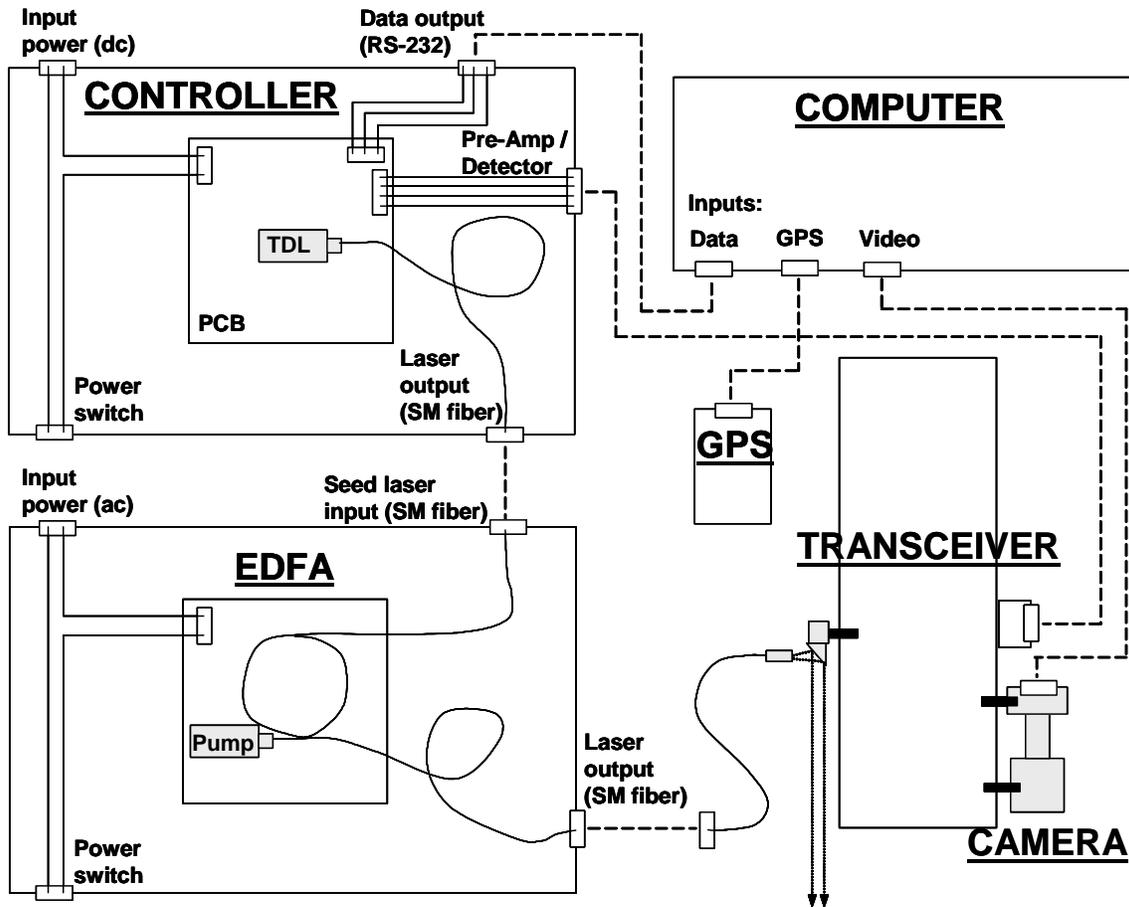 Input
power (dc)
Data output
(RS-232)
CONTROLLER
Pre-Amp /
Detector
TDL
PCB
Laser
output
(SM fiber)
Power
switch
COMPUTER
Inputs:
Data
GPS
Video
GPS
Input
power (ac)
Seed laser
input (SM fiber)
EDFA
Pump
Laser
output
(SM fiber)
Power
switch
TRANSCEIVER
CAMERA